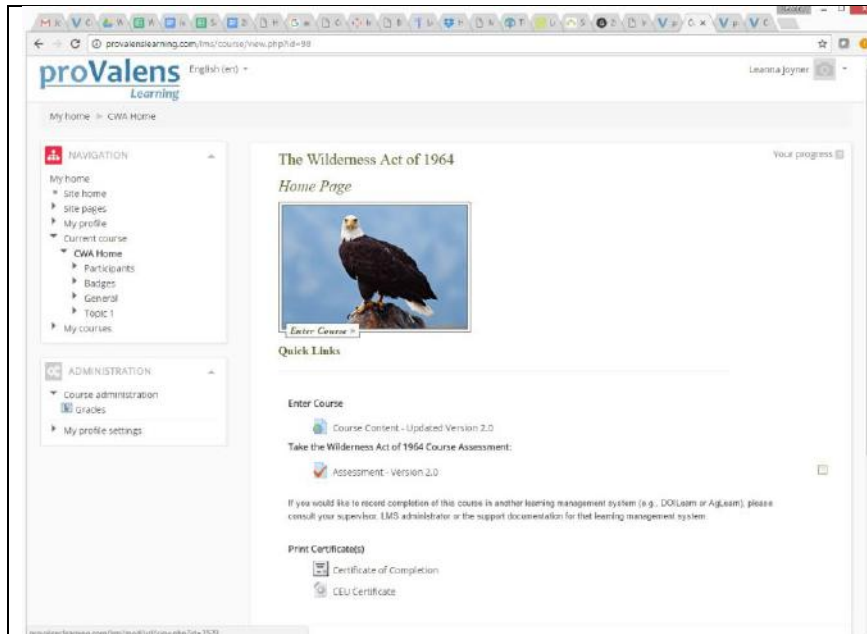 provalenslearning.com/lms/course/view.php?id=98
proValens
Learning
English (en)
Leanna Joyner
My home
CWA Home
NAVIGATION
My home
Site home
Site pages
My profile
Current course
CWA Home
Participants
Badges
General
Topic 1
My courses
ADMINISTRATION
Course administration
Grades
My profile settings
The Wilderness Act of 1964
Your progress
Home Page
Enter Course »
Quick Links
Enter Course
Course Content - Updated Version 2.0
Take the Wilderness Act of 1964 Course Assessment:
Assessment - Version 2.0
If you would like to record completion of this course in another learning management system (e.g., DOILearn or AgLearn), please
consult your supervisor, LMS administrator or the support documentation for that learning management system.
Print Certificate(s)
Certificate of Completion
CEU Certificate